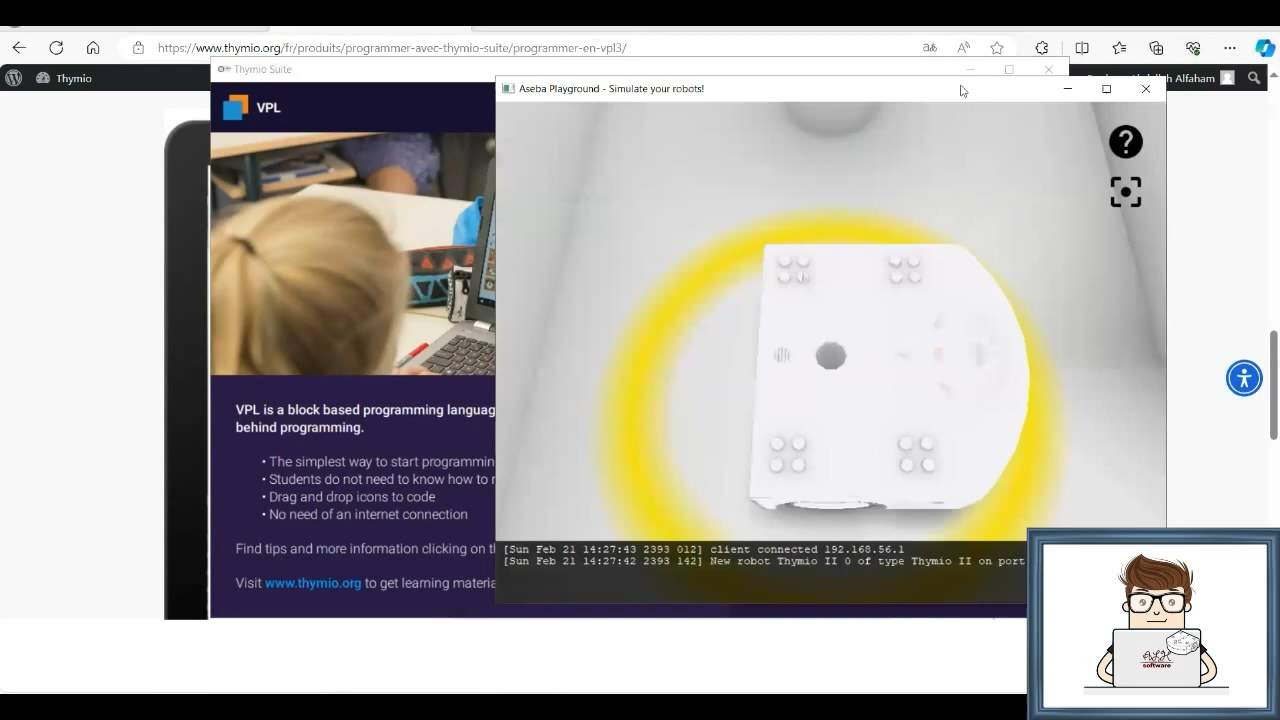 https://www.thymio.org/fr/produits/programmer-avec-thymio-suite/programmer-en-vpl3/
Thymio
Alfaham
Thymio Suite
Aseba Playground - Simulate your robots!
VPL
?
VPL is a block based programming languag
behind programming.
• The simplest way to start programmin
• Students do not need to know how to r
• Drag and drop icons to code
• No need of an internet connection
Find tips and more information clicking on t
Visit www.thymio.org to get learning materia
[Sun Feb 21 14:27:43 2393 012] client connected 192.168.56.1
[Sun Feb 21 14:27:42 2393 142] New robot Thymio II 0 of type Thymio II on port
software